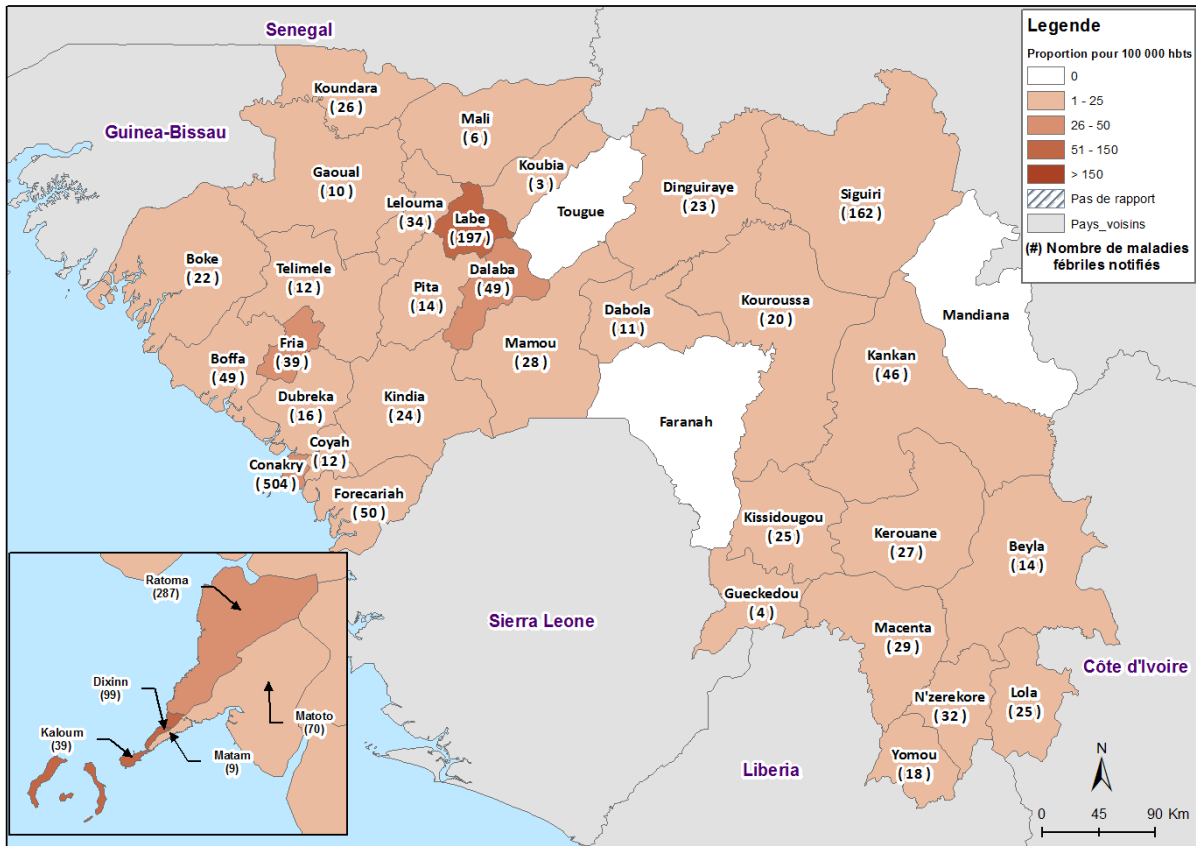 Senegal
Guinea-Bissau
Koundara
( 26 )
Mali
( 6 )
Gaoual
( 10 )
Koubia
( 3 )
Lelouma
( 34 )
Labe
( 197 )
Tougue
Dinguiraye
( 23 )
Siguiri
( 162 )
Boke
( 22 )
Telimele
( 12 )
Pita
( 14 )
Dalaba
( 49 )
Dabola
( 11 )
Kouroussa
( 20 )
Mandiana
Fria
( 39 )
Boffa
( 49 )
Mamou
( 28 )
Kankan
( 46 )
Dubreka
( 16 )
Kindia
( 24 )
Faranah
Coyah
( 12 )
Conakry
( 504 )
Forecariah
( 50 )
Kissidougou
( 25 )
Kerouane
( 27 )
Beyla
( 14 )
Gueckedou
( 4 )
Sierra Leone
Macenta
( 29 )
Côte d'Ivoire
N'zerekore
( 32 )
Lola
( 25 )
Yomou
( 18 )
Liberia
Legende
Proportion pour 100 000 hbts
0
1 - 25
26 - 50
51 - 150
> 150
Pas de rapport
Pays_voisins
(#) Nombre de maladies
fébriles notifiés
Ratoma
(287)
Dixinn
(99)
Kaloum
(39)
Matam
(9)
Matoto
(70)
N
0 45 90 Km